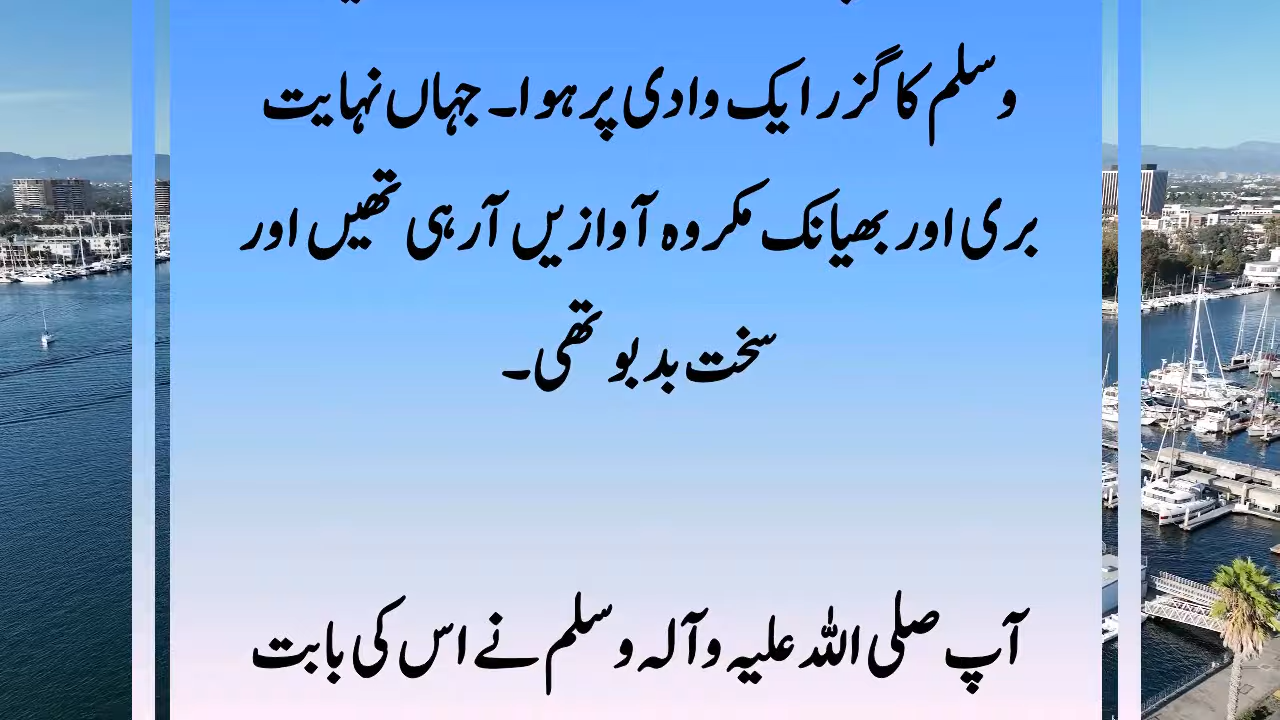 وسلم کا گزر ایک وادی پر ہوا۔ جہاں نہایت
بری اور بھیانک مکروہ آوازیں آرہی تھیں اور
سخت بدبو تھی۔
آپ صلی اللہ علیہ وآلہ وسلم نے اس کی بابت